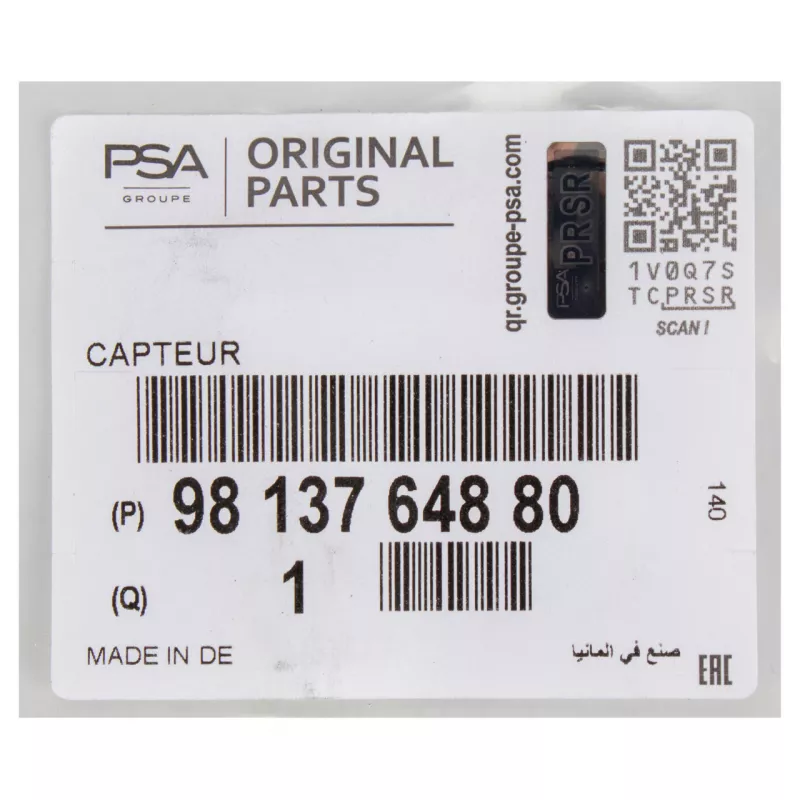 PSA
GROUPE
ORIGINAL
PARTS
qr.groupe-psa.com
PSA PRSR
1V0Q7S
TCPRSR
SCAN !
CAPTEUR
(P) 98 137 648 80
140
(Q) 1
MADE IN DE
صنع في المانيا
EAC